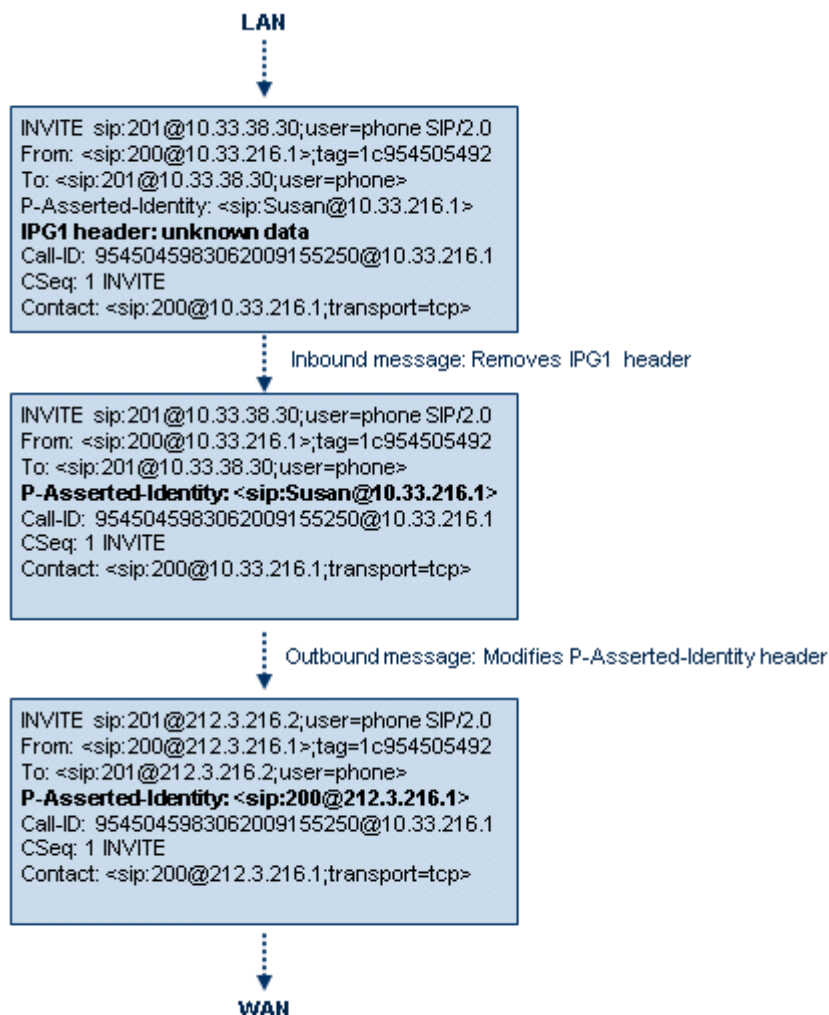 LAN
INVITE sip:201@10.33.38.30;user=phone SIP/2.0
From: <sip:200@10.33.216.1>;tag=1c954505492
To: <sip:201@10.33.38.30;user=phone>
P-Asserted-Identity: <sip:Susan@10.33.216.1>
IPG1 header: unknown data
Call-ID: 9545045983062009155250@10.33.216.1
CSeq: 1 INVITE
Contact: <sip:200@10.33.216.1;transport=tcp>
Inbound message: Removes IPG1 header
INVITE sip:201@10.33.38.30;user=phone SIP/2.0
From: <sip:200@10.33.216.1>;tag=1c954505492
To: <sip:201@10.33.38.30;user=phone>
P-Asserted-Identity: <sip:Susan@10.33.216.1>
Call-ID: 9545045983062009155250@10.33.216.1
CSeq: 1 INVITE
Contact: <sip:200@10.33.216.1;transport=tcp>
Outbound message: Modifies P-Asserted-Identity header
INVITE sip:201@212.3.216.2;user=phone SIP/2.0
From: <sip:200@212.3.216.1>;tag=1c954505492
To: <sip:201@212.3.216.2;user=phone>
P-Asserted-Identity: <sip:200@212.3.216.1>
Call-ID: 9545045983062009155250@10.33.216.1
CSeq: 1 INVITE
Contact: <sip:200@212.3.216.1;transport=tcp>
WAN